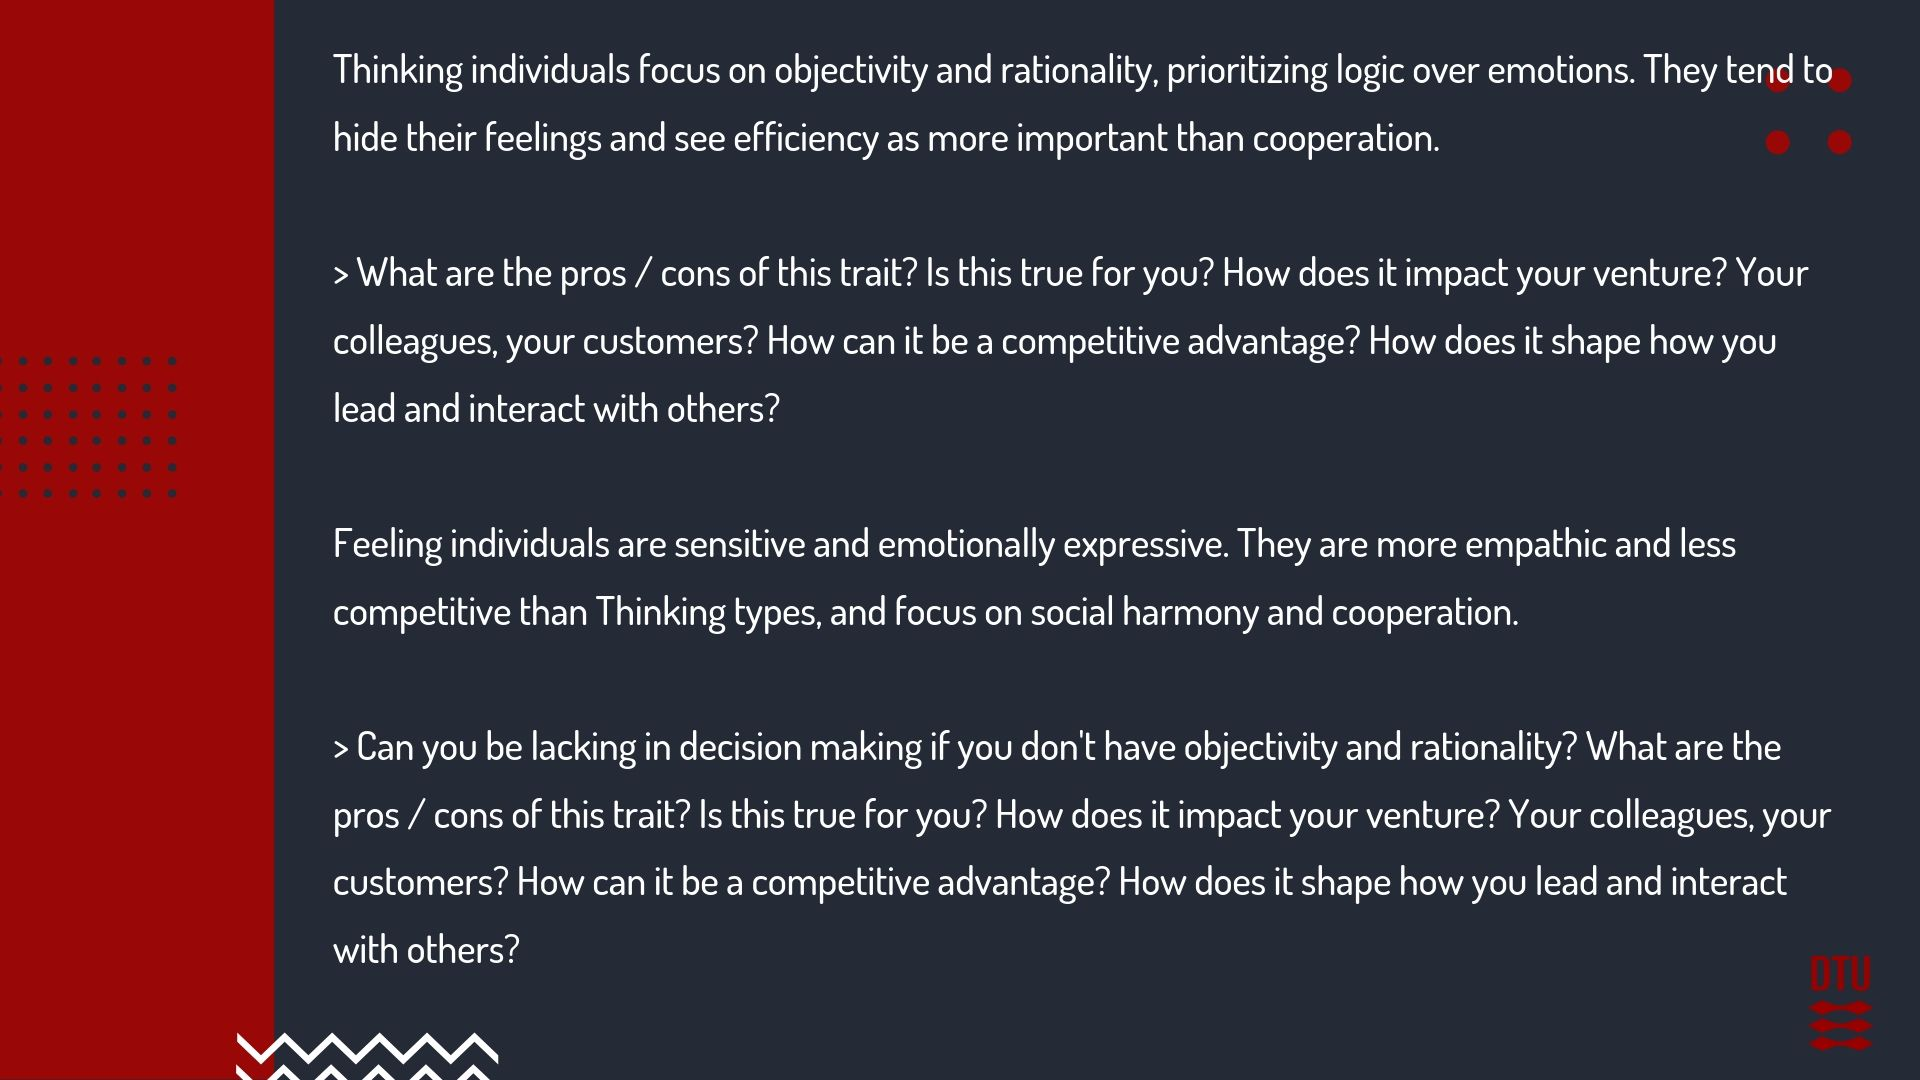 Thinking individuals focus on objectivity and rationality, prioritizing logic over emotions. They tend to
hide their feelings and see efficiency as more important than cooperation.
> What are the pros / cons of this trait? Is this true for you? How does it impact your venture? Your
colleagues, your customers? How can it be a competitive advantage? How does it shape how you
lead and interact with others?
Feeling individuals are sensitive and emotionally expressive. They are more empathic and less
competitive than Thinking types, and focus on social harmony and cooperation.
> Can you be lacking in decision making if you don't have objectivity and rationality? What are the
pros / cons of this trait? Is this true for you? How does it impact your venture? Your colleagues, your
customers? How can it be a competitive advantage? How does it shape how you lead and interact
with others?
DTU